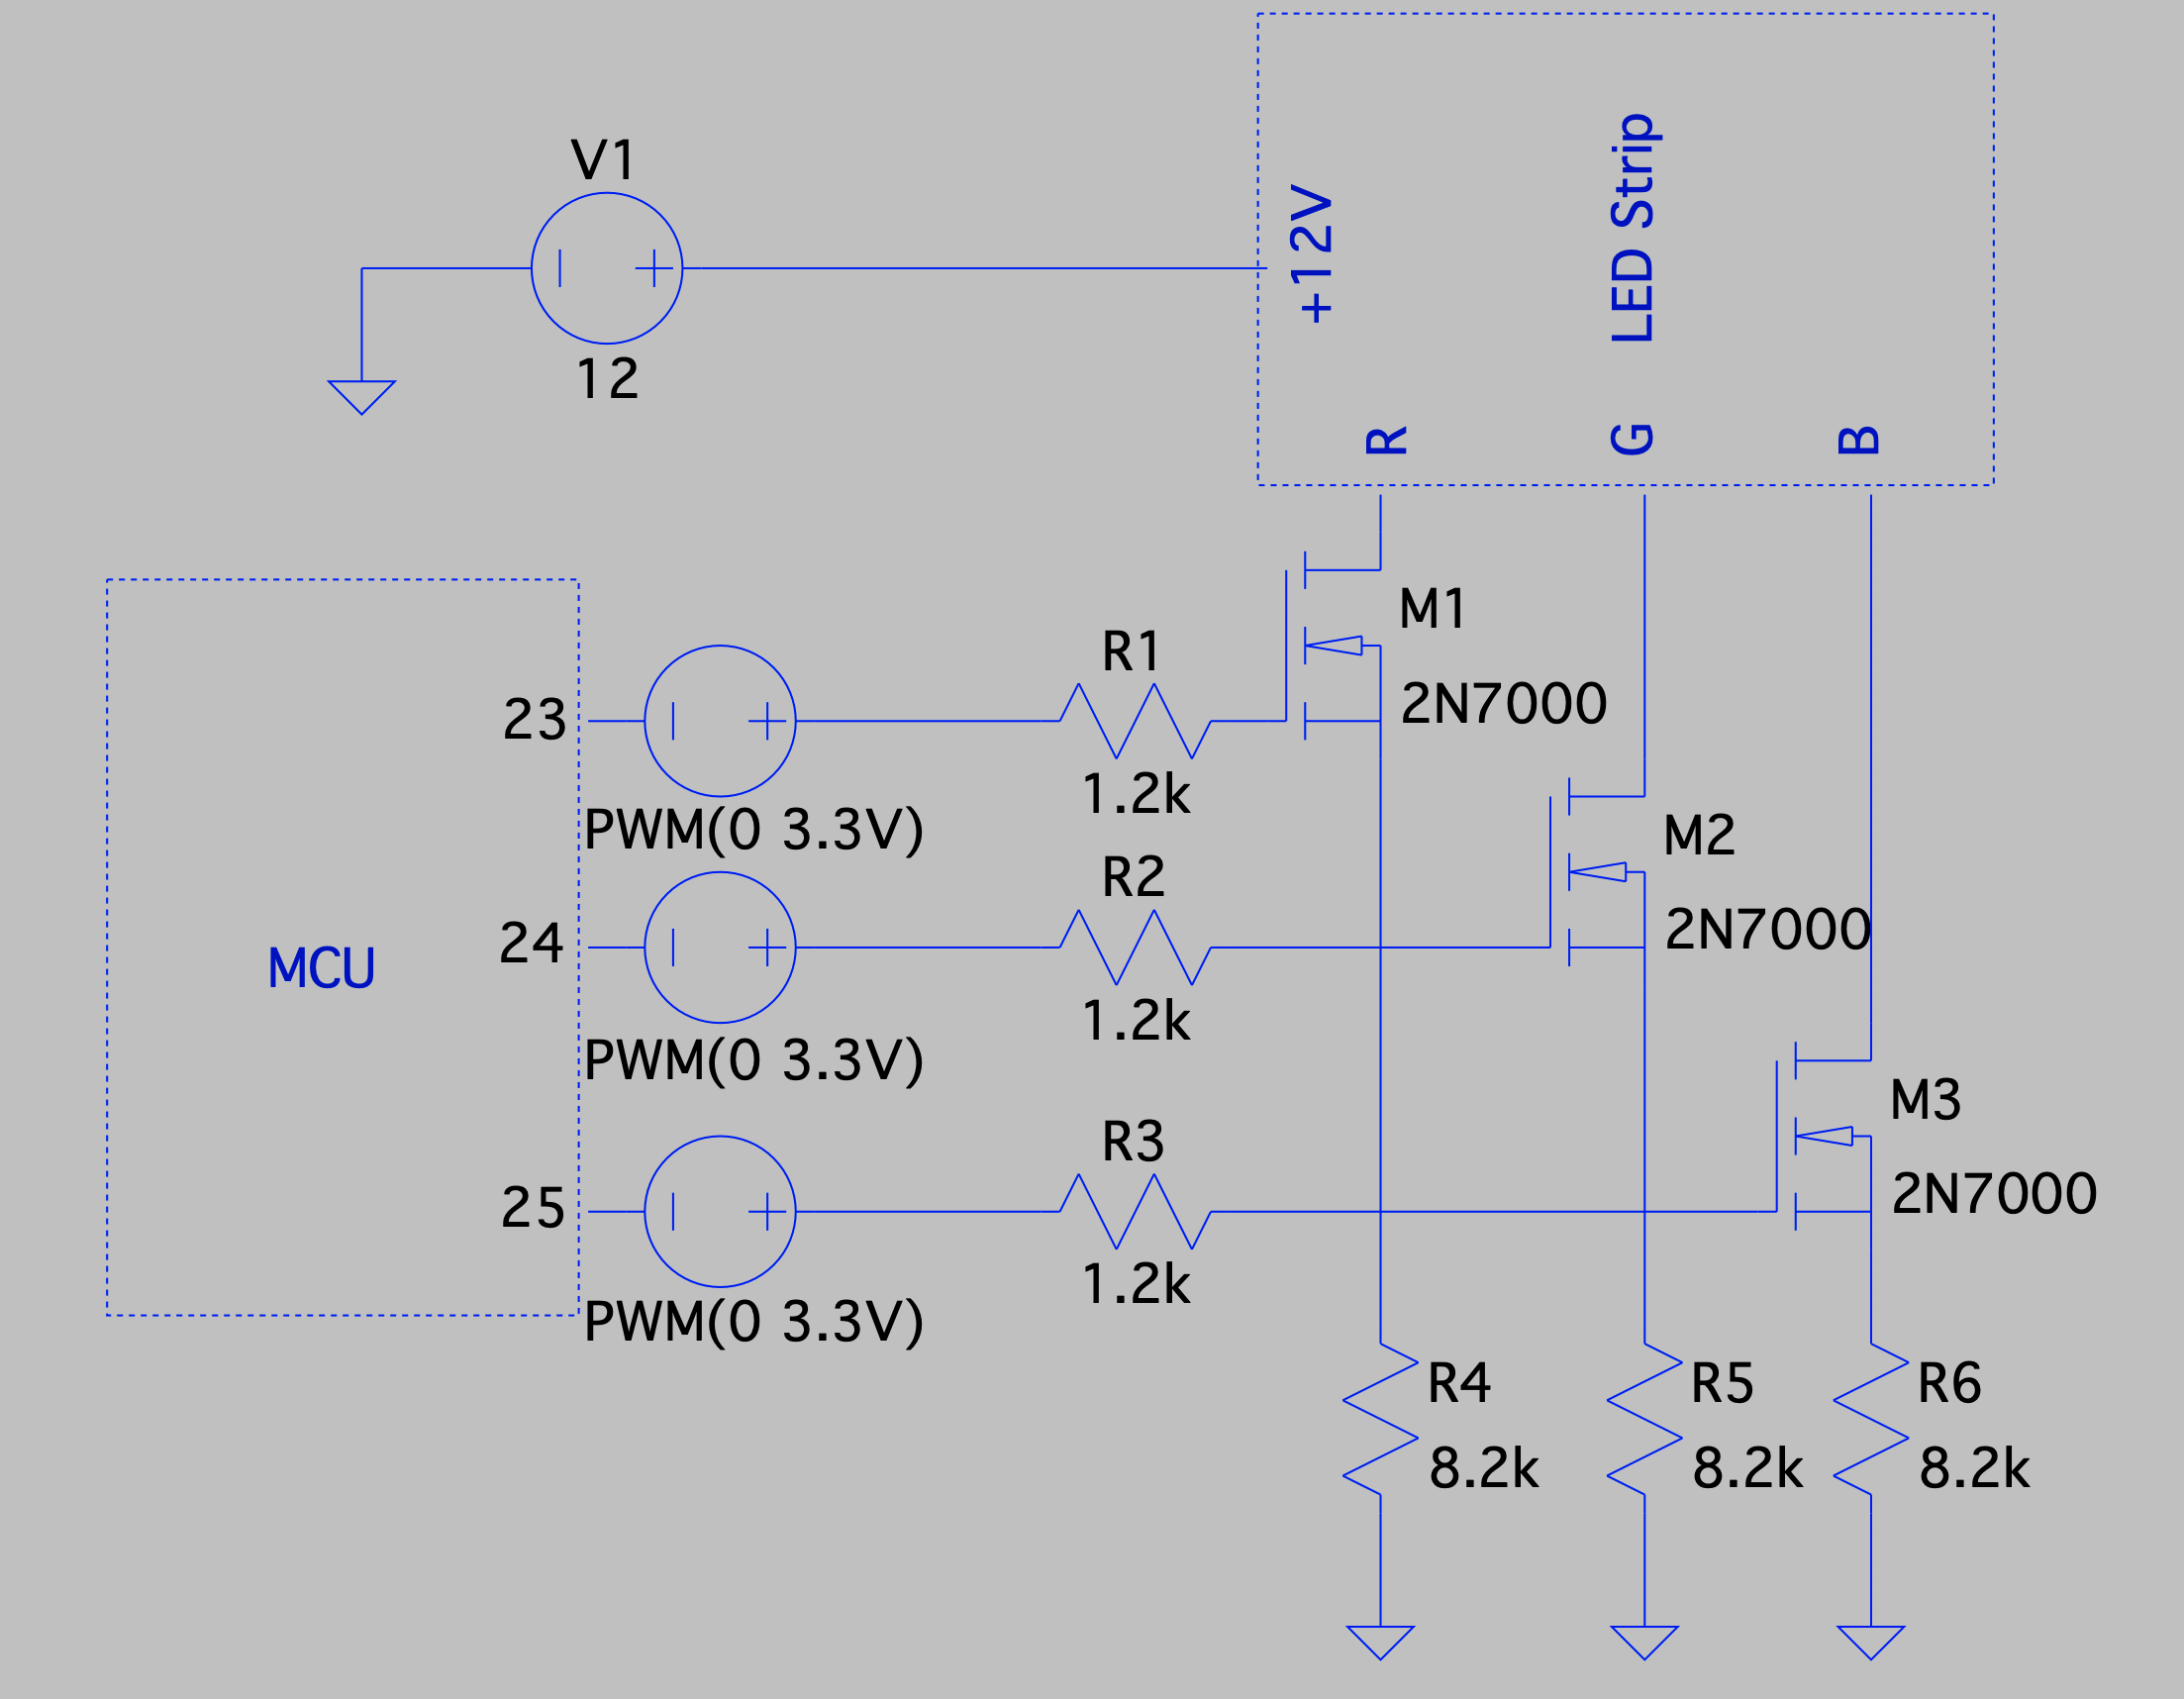 V1
12
+12V
LED Strip
R
G
B
MCU
23
PWM(0 3.3V)
24
PWM(0 3.3V)
25
PWM(0 3.3V)
R1
1.2k
R2
1.2k
R3
1.2k
M1
2N7000
M2
2N7000
M3
2N7000
R4
8.2k
R5
8.2k
R6
8.2k